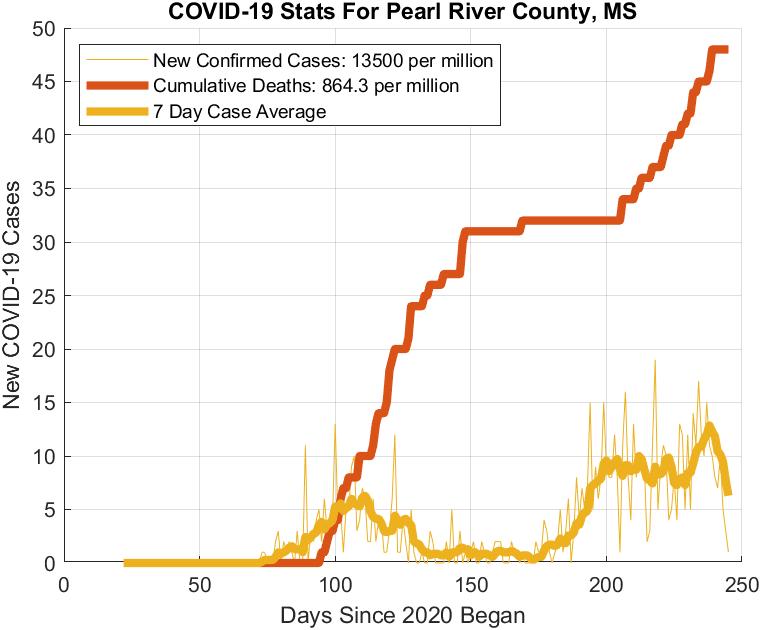 COVID-19 Stats For Pearl River County, MS
New Confirmed Cases: 13500 per million
Cumulative Deaths: 864.3 per million
7 Day Case Average
New COVID-19 Cases
50
45
40
35
30
25
20
15
10
5
0
0 50 100 150 200 250
Days Since 2020 Began